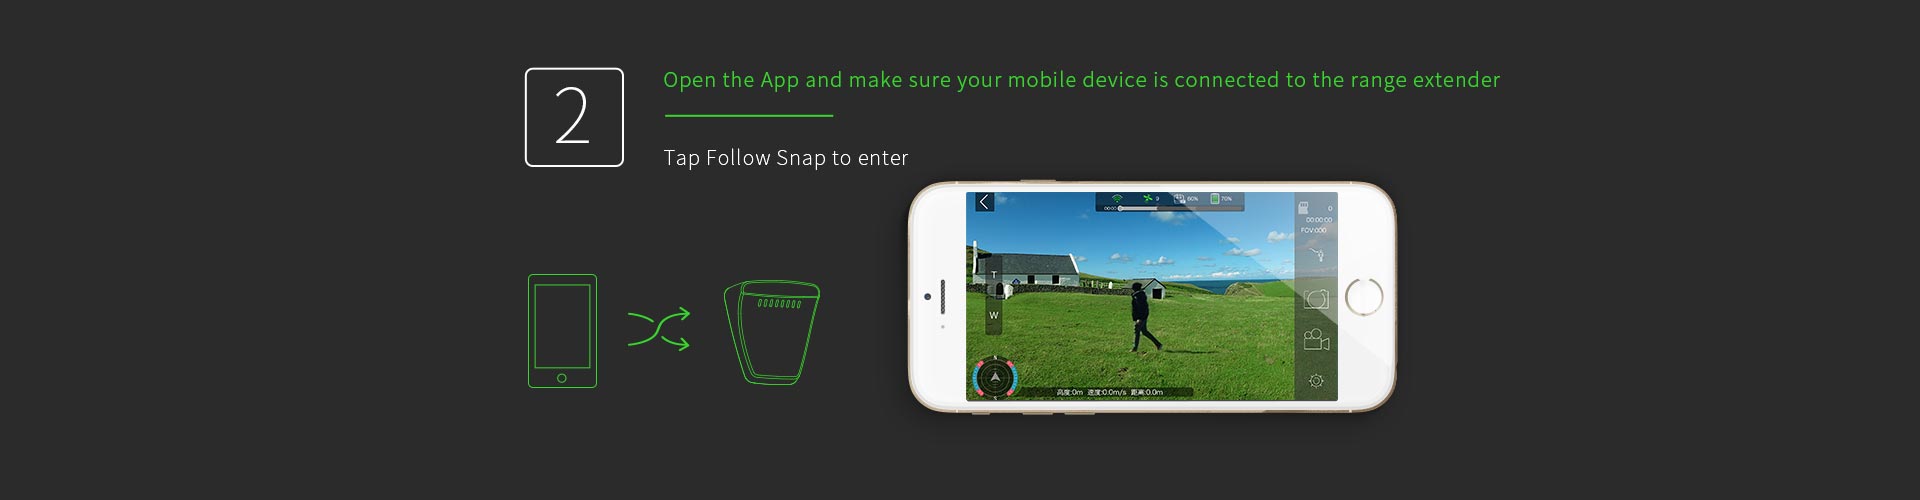 2
Open the App and make sure your mobile device is connected to the range extender
Tap Follow Snap to enter
9
60%
70%
00:00
0
00:00:00
FOV:000
T
W
N
S
高度:0m 速度:0.0m/s 距离:0.0m